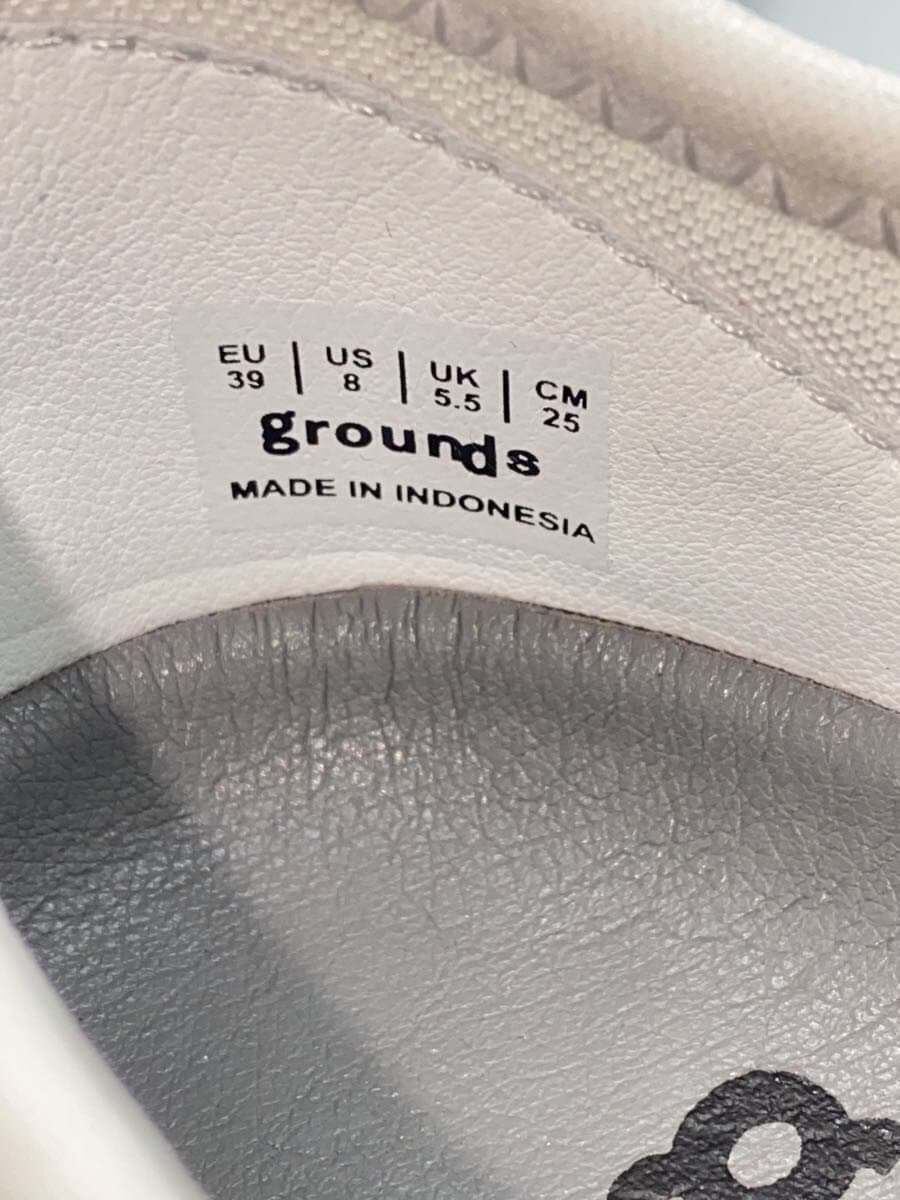 EU | US | UK | CM
39 | 8 | 5.5 | 25
grounds
MADE IN INDONESIA